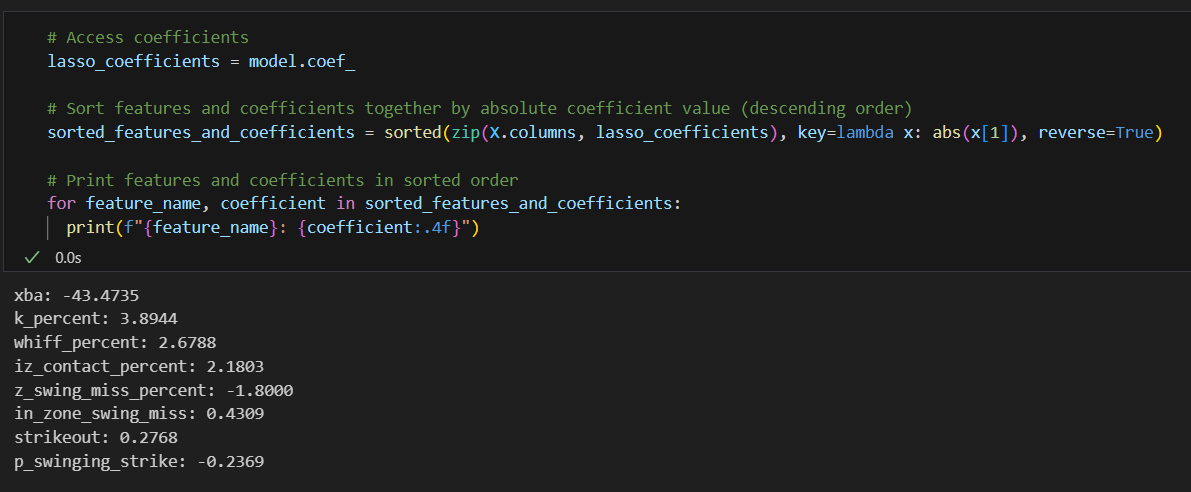 # Access coefficients
lasso_coefficients = model.coef_
# Sort features and coefficients together by absolute coefficient value (descending order)
sorted_features_and_coefficients = sorted(zip(X.columns, lasso_coefficients), key=lambda x: abs(x[1]), reverse=True)
# Print features and coefficients in sorted order
for feature_name, coefficient in sorted_features_and_coefficients:
  print(f"{feature_name}: {coefficient:.4f}")
0.0s
xba: -43.4735
k_percent: 3.8944
whiff_percent: 2.6788
iz_contact_percent: 2.1803
z_swing_miss_percent: -1.8000
in_zone_swing_miss: 0.4309
strikeout: 0.2768
p_swinging_strike: -0.2369